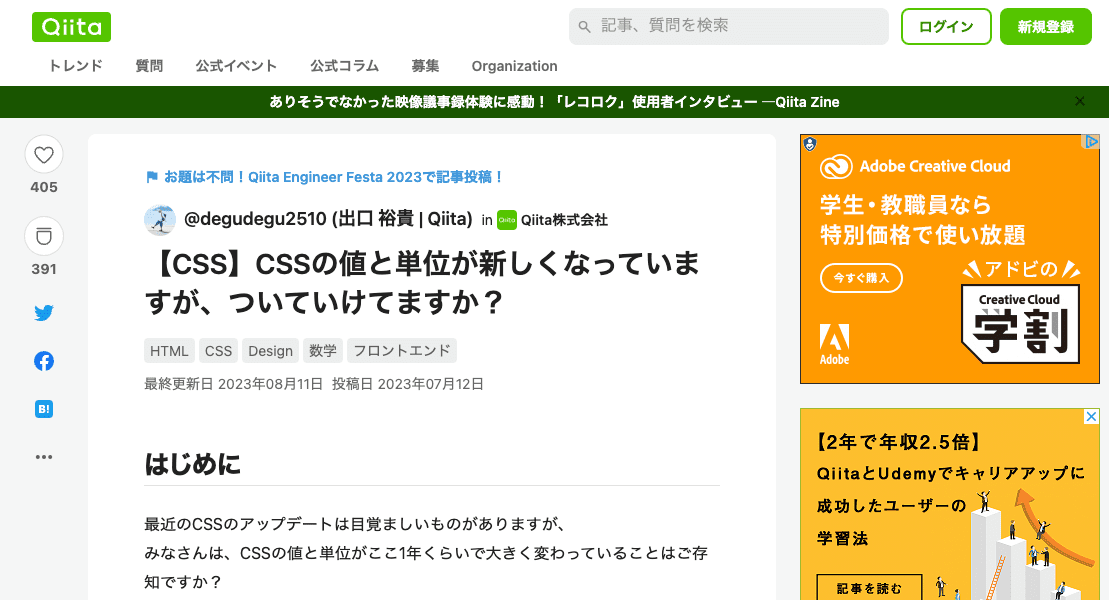 Qiita
記事、質問を検索
ログイン
新規登録
トレンド
質問
公式イベント
公式コラム
募集
Organization
ありそうでなかった映像議事録体験に感動！「レコロク」使用者インタビュー ―Qiita Zine
405
391
B!
お題は不問！Qiita Engineer Festa 2023で記事投稿！
@degudegu2510 (出口 裕貴 | Qiita) in Qiita Qiita株式会社
【CSS】CSSの値と単位が新しくなっていま
すが、ついていけてますか？
HTML CSS Design 数学 フロントエンド
最終更新日 2023年08月11日 投稿日 2023年07月12日
はじめに
最近のCSSのアップデートは目覚ましいものがありますが、
みなさんは、CSSの値と単位がここ1年くらいで大きく変わっていることはご存
知ですか？
Adobe Creative Cloud
学生・教職員なら
特別価格で使い放題
今すぐ購入
アドビの
Creative Cloud
学割
Adobe
【2年で年収2.5倍】
QiitaとUdemyでキャリアアップに
成功したユーザーの
学習法
記事を読む